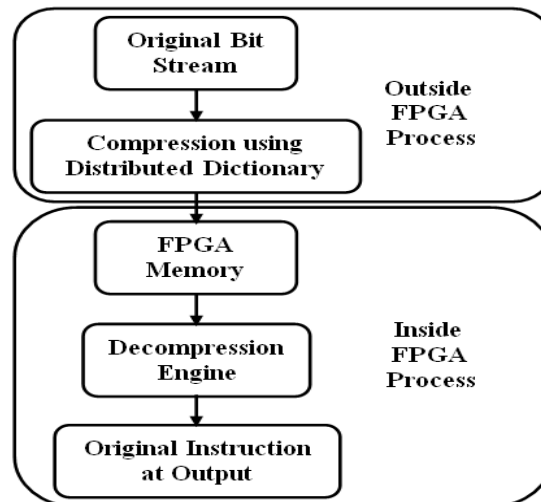 Original Bit
Stream
Compression using
Distributed Dictionary
Outside
FPGA
Process
FPGA
Memory
Decompression
Engine
Original Instruction
at Output
Inside
FPGA
Process